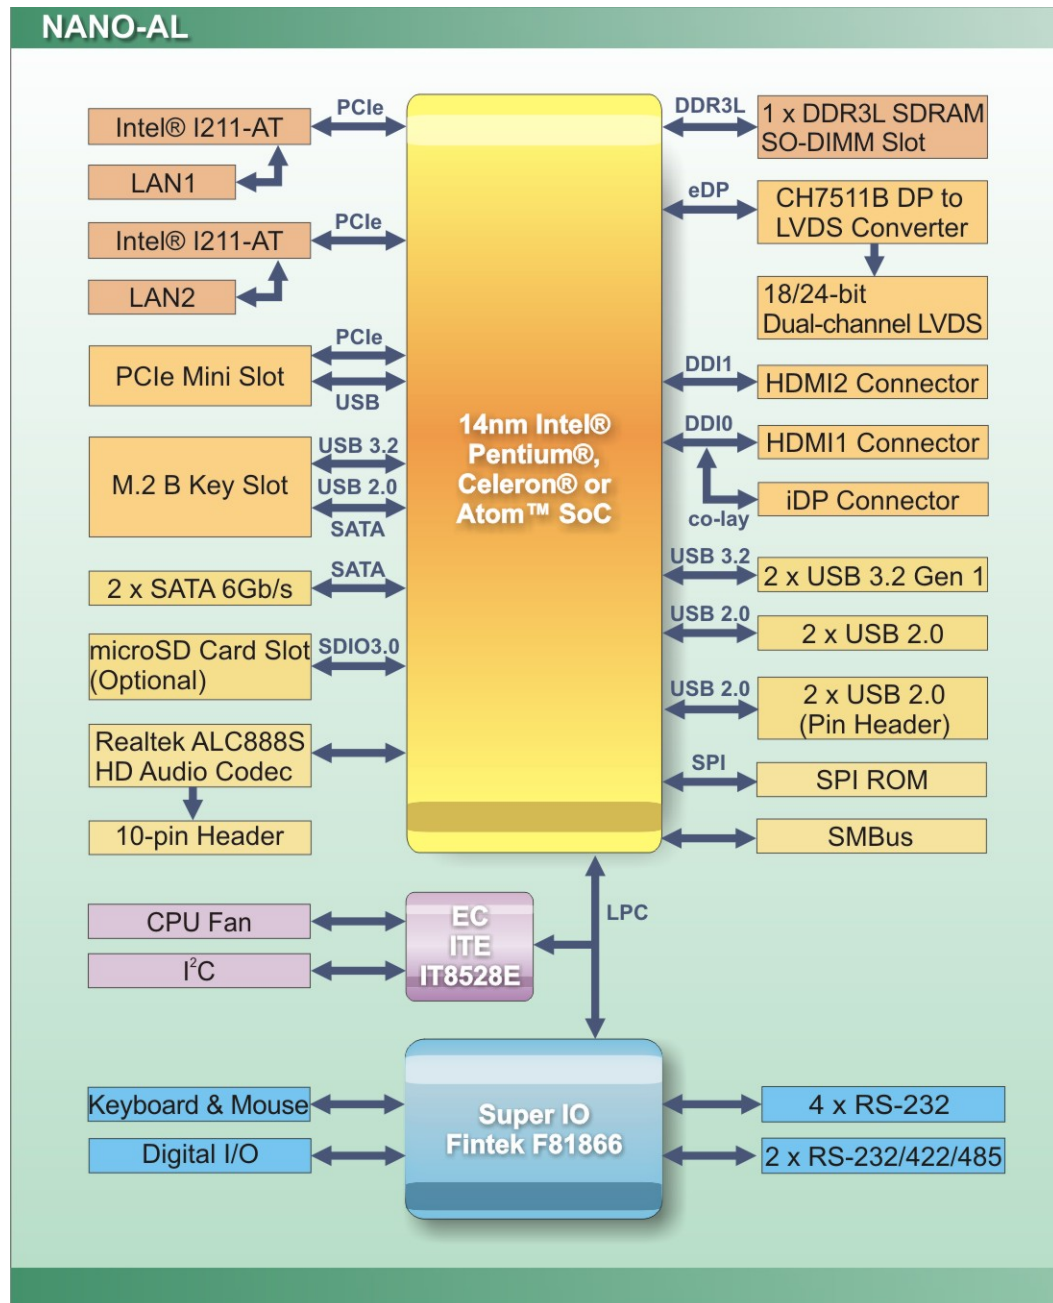 NANO-AL
Intel® I211-AT
PCIe
LAN1
Intel® I211-AT
PCIe
LAN2
PCIe Mini Slot
PCIe
USB
M.2 B Key Slot
USB 3.2
USB 2.0
SATA
2 x SATA 6Gb/s
SATA
microSD Card Slot
(Optional)
SDIO3.0
Realtek ALC888S
HD Audio Codec
10-pin Header
14nm Intel®
Pentium®,
Celeron® or
Atom™ SoC
DDR3L
1 x DDR3L SDRAM
SO-DIMM Slot
eDP
CH7511B DP to
LVDS Converter
18/24-bit
Dual-channel LVDS
DDI1
HDMI2 Connector
DDI0
HDMI1 Connector
co-lay
iDP Connector
USB 3.2
2 x USB 3.2 Gen 1
USB 2.0
2 x USB 2.0
USB 2.0
2 x USB 2.0
(Pin Header)
SPI
SPI ROM
SMBus
LPC
CPU Fan
I²C
EC
ITE
IT8528E
Keyboard & Mouse
Digital I/O
Super IO
Fintek F81866
4 x RS-232
2 x RS-232/422/485